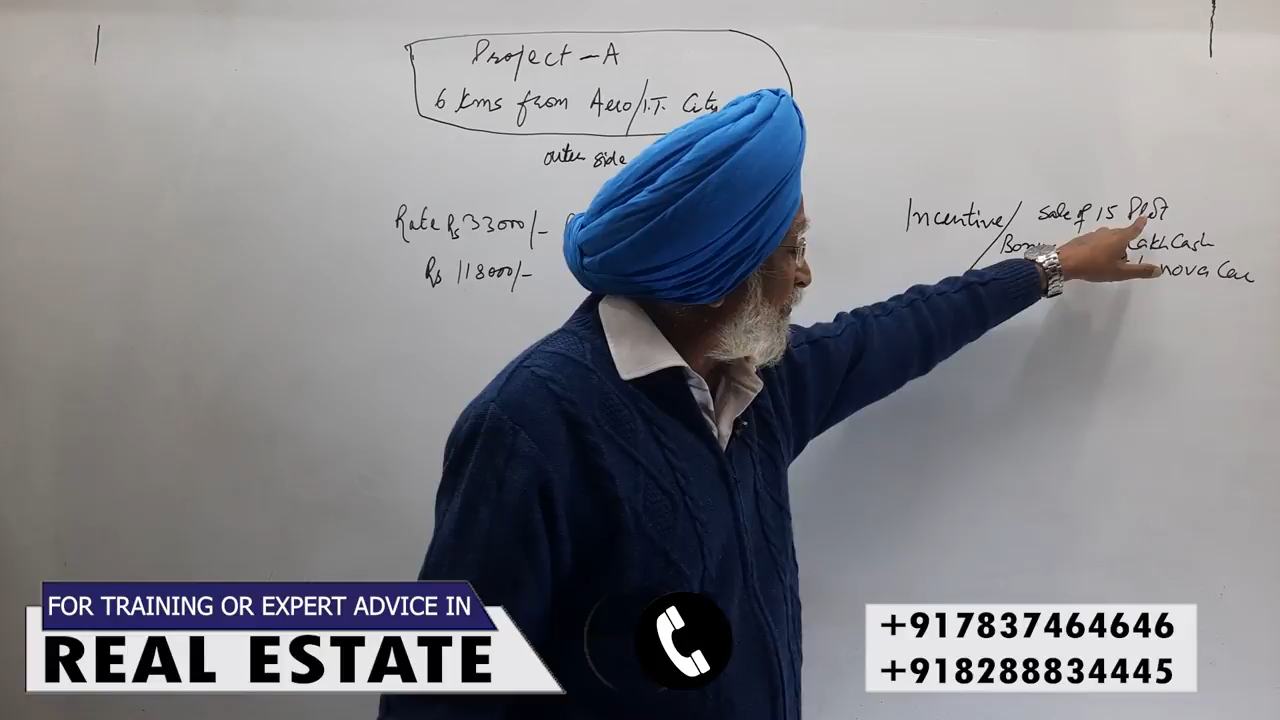 Project - A
6 Kms from Aero/I.T. City
outer side
Rate Rs 33000/-
Rs 118000/-
Incentive/ Sale of 15 Plot
Lakh Cash
Car
FOR TRAINING OR EXPERT ADVICE IN
REAL ESTATE
+917837464646
+918288834445